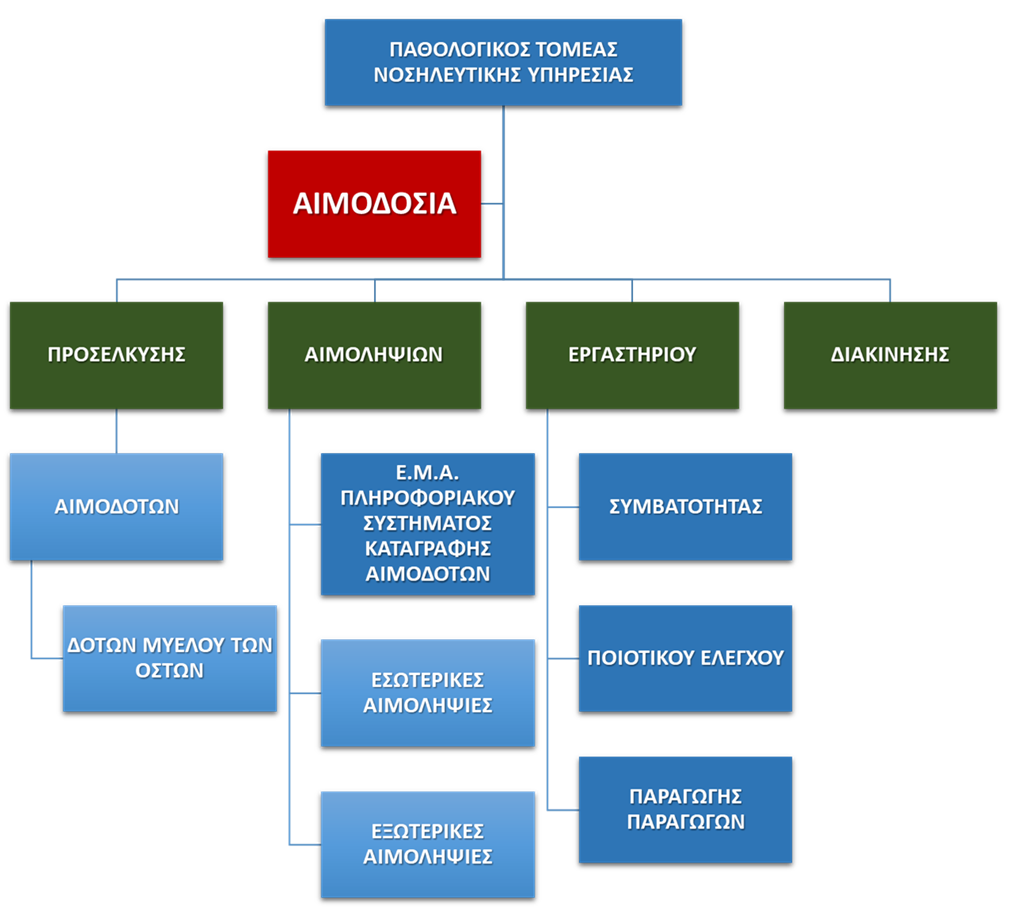 ΠΑΘΟΛΟΓΙΚΟΣ ΤΟΜΕΑΣ
ΝΟΣΗΛΕΥΤΙΚΗΣ ΥΠΗΡΕΣΙΑΣ
ΑΙΜΟΔΟΣΙΑ
ΠΡΟΣΕΛΚΥΣΗΣ
ΑΙΜΟΛΗΨΙΩΝ
ΕΡΓΑΣΤΗΡΙΟΥ
ΔΙΑΚΙΝΗΣΗΣ
ΑΙΜΟΔΟΤΩΝ
ΔΟΤΩΝ ΜΥΕΛΟΥ ΤΩΝ
ΟΣΤΩΝ
Ε.Μ.Α.
ΠΛΗΡΟΦΟΡΙΑΚΟΥ
ΣΥΣΤΗΜΑΤΟΣ
ΚΑΤΑΓΡΑΦΗΣ
ΑΙΜΟΔΟΤΩΝ
ΕΣΩΤΕΡΙΚΕΣ
ΑΙΜΟΛΗΨΙΕΣ
ΕΞΩΤΕΡΙΚΕΣ
ΑΙΜΟΛΗΨΙΕΣ
ΣΥΜΒΑΤΟΤΗΤΑΣ
ΠΟΙΟΤΙΚΟΥ ΕΛΕΓΧΟΥ
ΠΑΡΑΓΩΓΗΣ
ΠΑΡΑΓΩΓΩΝ